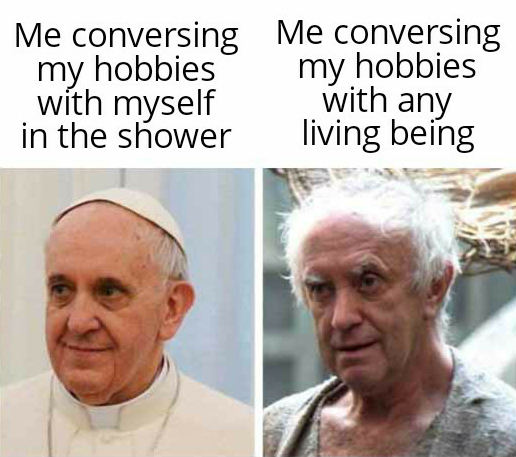 Me conversing
my hobbies
with myself
in the shower
Me conversing
my hobbies
with any
living being